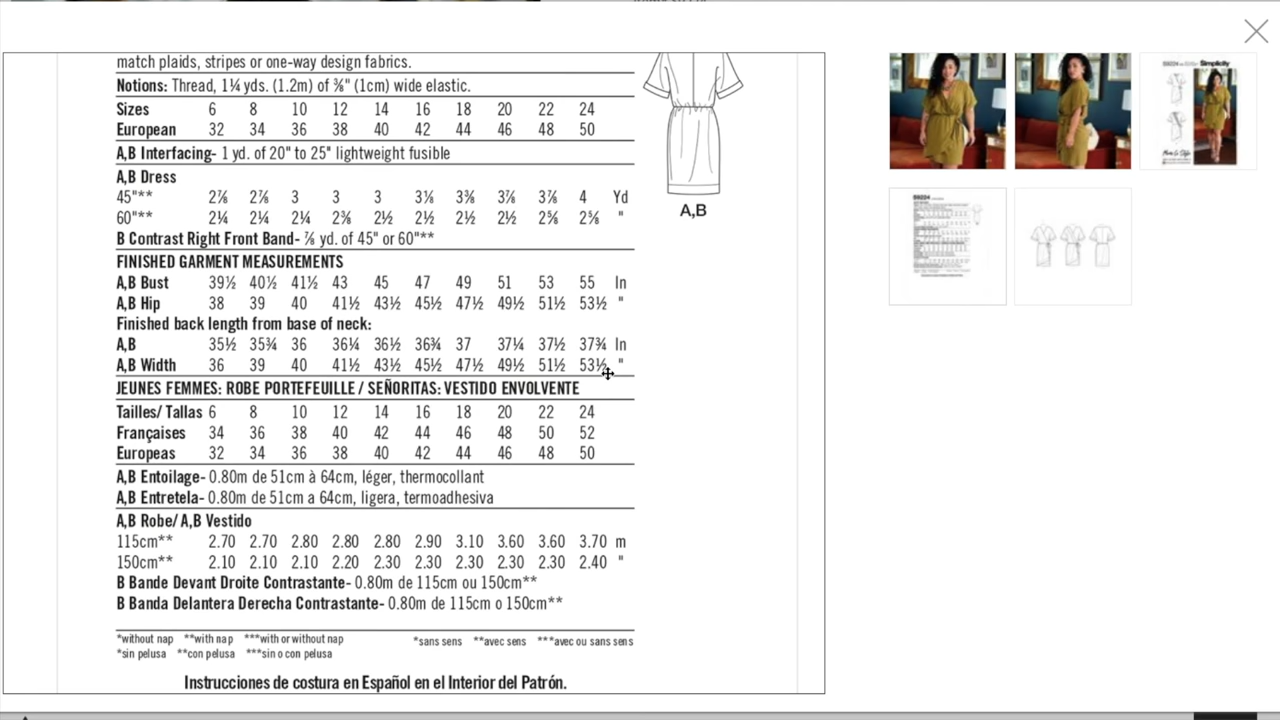 match plaids, stripes or one-way design fabrics.
Notions: Thread, 1¼ yds. (1.2m) of ⅜" (1cm) wide elastic.
Sizes 6 8 10 12 14 16 18 20 22 24
European 32 34 36 38 40 42 44 46 48 50
A,B Interfacing- 1 yd. of 20" to 25" lightweight fusible
A,B Dress
45"** 2⅞ 2⅞ 3 3 3 3⅛ 3⅜ 3⅞ 3⅞ 4 Yd
60"** 2¼ 2¼ 2¼ 2⅜ 2½ 2½ 2½ 2½ 2⅝ "
B Contrast Right Front Band- ⅞ yd. of 45" or 60"**
FINISHED GARMENT MEASUREMENTS
A,B Bust 39½ 40½ 41½ 43 45 47 49 51 53 55 In
A,B Hip 38 39 40 41½ 43½ 45½ 47½ 49½ 51½ 53½ "
Finished back length from base of neck:
A,B 35½ 35¾ 36 36¼ 36½ 36¾ 37 37¼ 37½ 37¾ In
A,B Width 36 39 40 41½ 43½ 45½ 47½ 49½ 51½ 53½ "
JEUNES FEMMES: ROBE PORTEFEUILLE / SEÑORITAS: VESTIDO ENVOLVENTE
Tailles/ Tallas 6 8 10 12 14 16 18 20 22 24
Françaises 34 36 38 40 42 44 46 48 50 52
Europeas 32 34 36 38 40 42 44 46 48 50
A,B Entoilage- 0.80m de 51cm à 64cm, léger, thermocollant
A,B Entretela- 0.80m de 51cm a 64cm, ligera, termoadhesiva
A,B Robe/ A,B Vestido
115cm** 2.70 2.70 2.80 2.80 2.80 2.90 3.10 3.60 3.60 3.70 m
150cm** 2.10 2.10 2.10 2.20 2.30 2.30 2.30 2.30 2.30 2.40 "
B Bande Devant Droite Contrastante- 0.80m de 115cm ou 150cm**
B Banda Delantera Derecha Contrastante- 0.80m de 115cm o 150cm**
*without nap **with nap ***with or without nap
*sin pelusa **con pelusa ***sin o con pelusa
*sans sens **avec sens ***avec ou sans sens
Instrucciones de costura en Español en el Interior del Patrón.
A,B
S9224
Simplicity
S9224